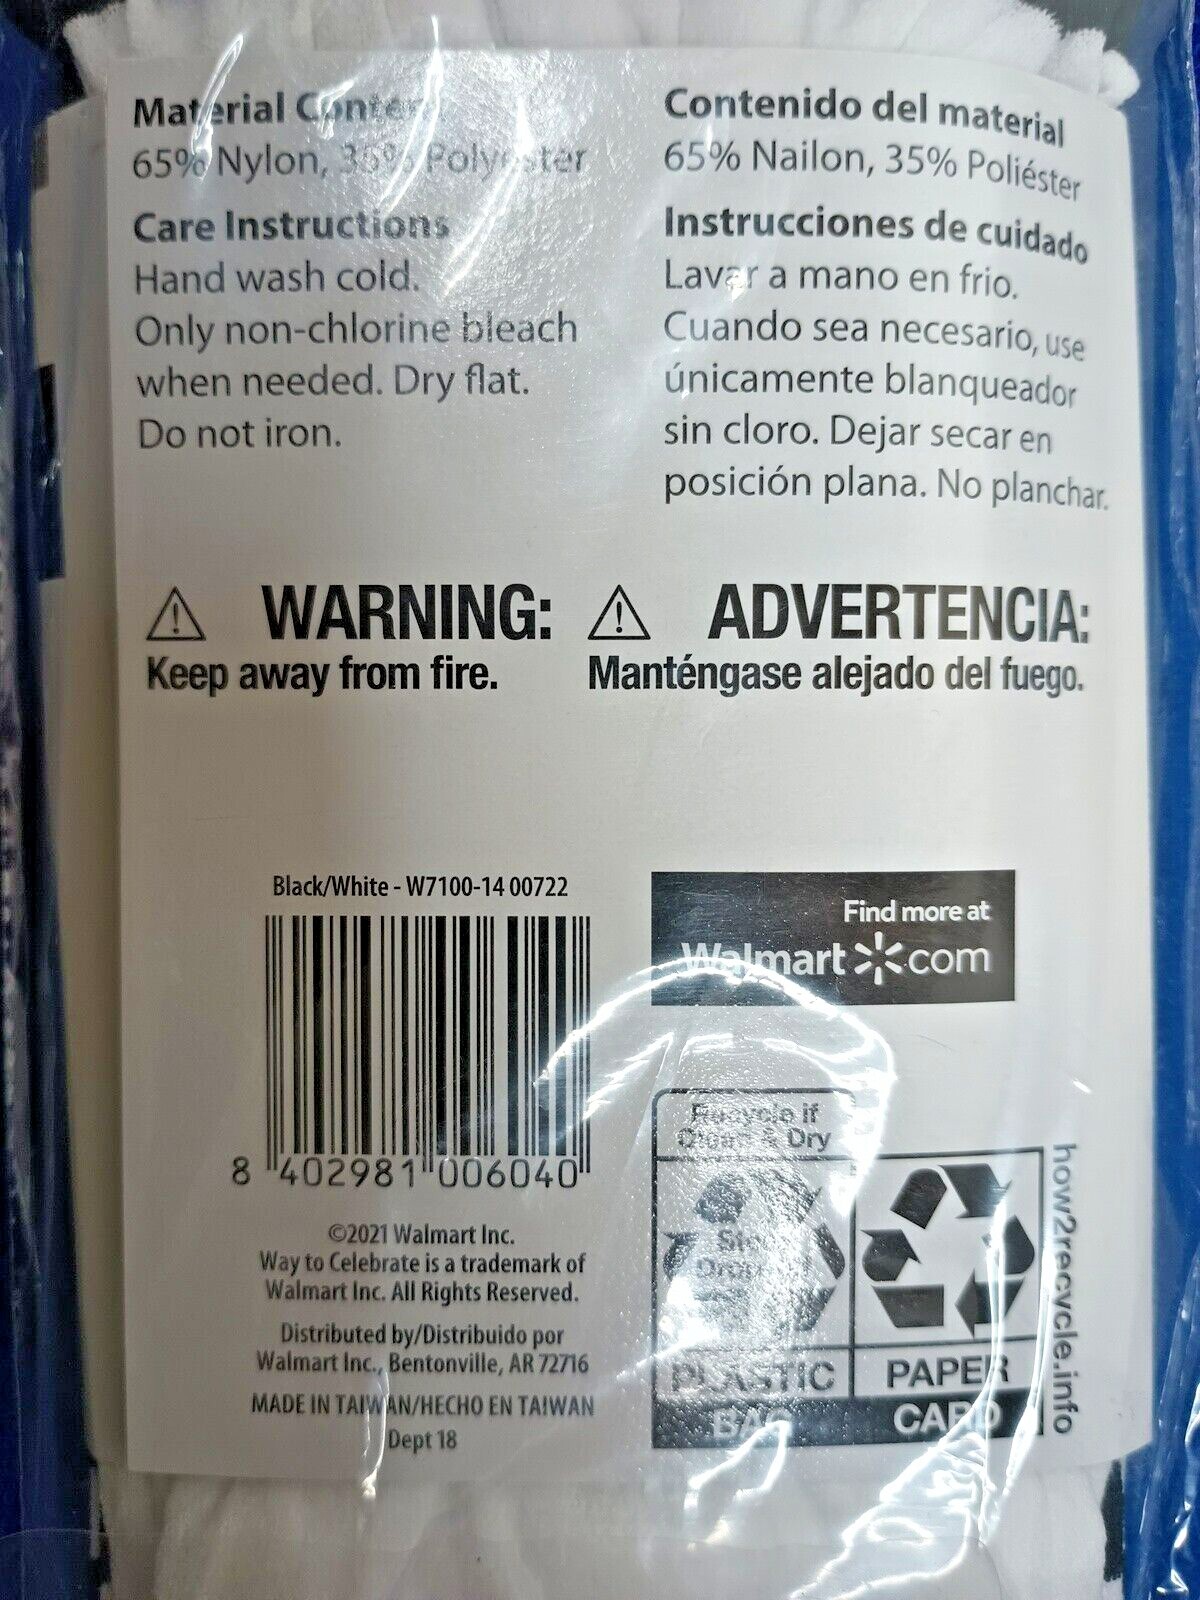 Material Content
65% Nylon, 35% Polyester
Care Instructions
Hand wash cold.
Only non-chlorine bleach
when needed. Dry flat.
Do not iron.
Contenido del material
65% Nailon, 35% Poliéster
Instrucciones de cuidado
Lavar a mano en frio.
Cuando sea necesario, use
únicamente blanqueador
sin cloro. Dejar secar en
posición plana. No planchar.
WARNING:
Keep away from fire.
ADVERTENCIA:
Manténgase alejado del fuego.
Black/White - W7100-14 00722
8 402981 006040
©2021 Walmart Inc.
Way to Celebrate is a trademark of
Walmart Inc. All Rights Reserved.
Distributed by/Distribuido por
Walmart Inc., Bentonville, AR 72716
MADE IN TAIWAN/HECHO EN TAIWAN
Dept 18
Find more at
Walmart com
Recycle if
Clean & Dry
Store
Drop-off
PLASTIC
BAG
PAPER
CARD
how2recycle.info